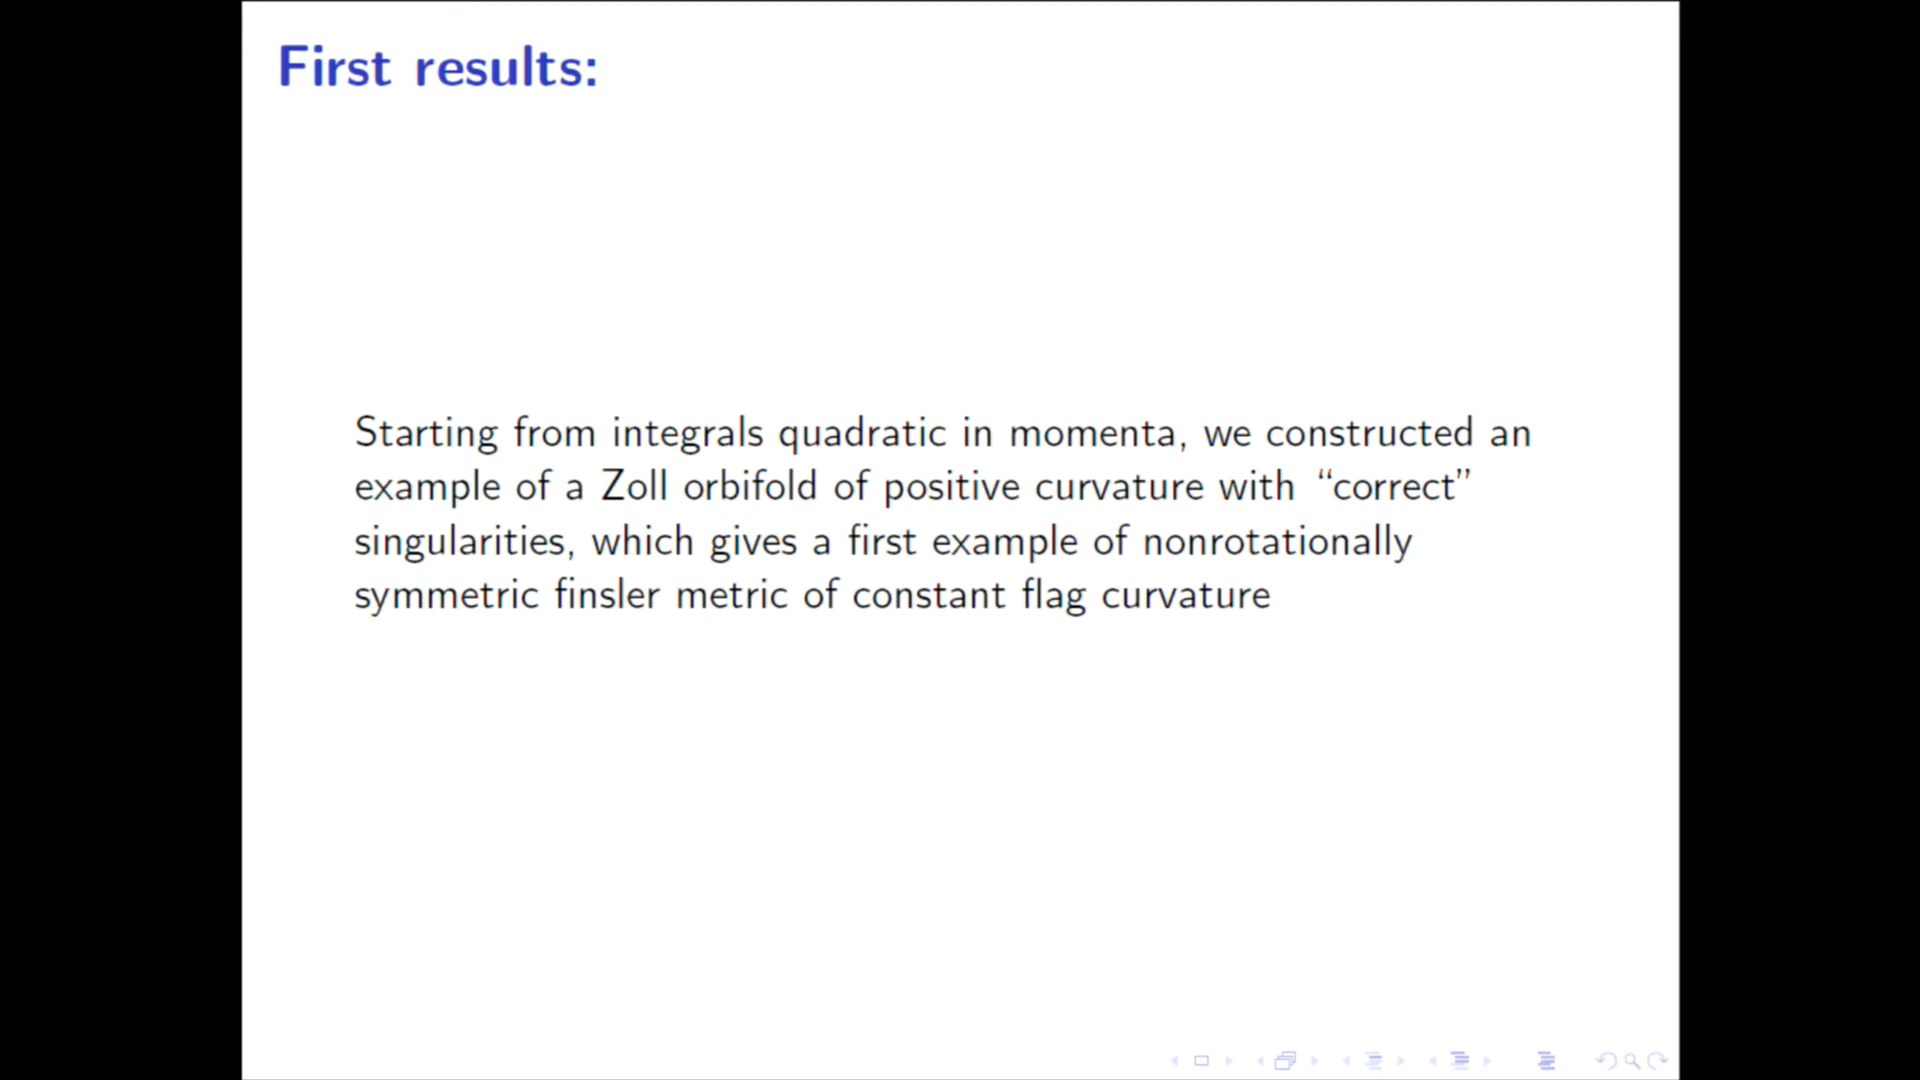 First results:
Starting from integrals quadratic in momenta, we constructed an
example of a Zoll orbifold of positive curvature with “correct”
singularities, which gives a first example of nonrotationally
symmetric finsler metric of constant flag curvature